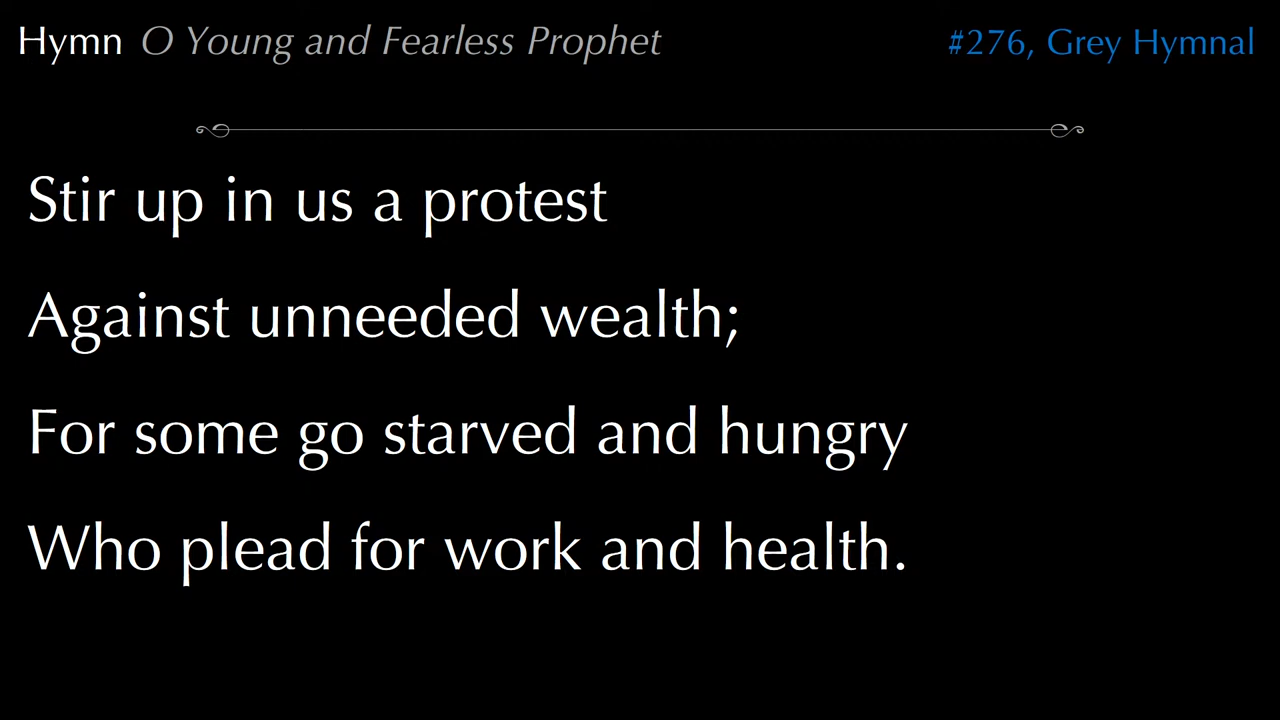 Hymn O Young and Fearless Prophet #276, Grey Hymnal
Stir up in us a protest
Against unneeded wealth;
For some go starved and hungry
Who plead for work and health.